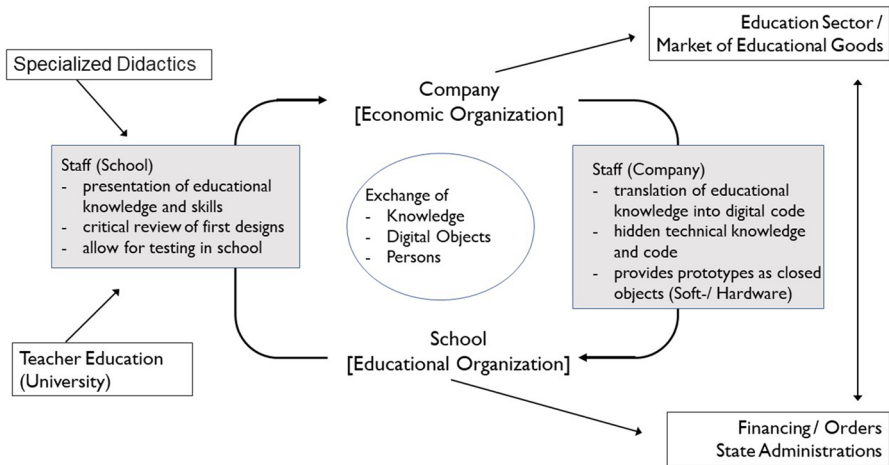 Education Sector /
Market of Educational Goods
Specialized Didactics
Company
[Economic Organization]
Staff (School)
- presentation of educational
knowledge and skills
- critical review of first designs
- allow for testing in school
Exchange of
- Knowledge
- Digital Objects
- Persons
Staff (Company)
- translation of educational
knowledge into digital code
- hidden technical knowledge
and code
- provides prototypes as closed
objects (Soft-/ Hardware)
School
[Educational Organization]
Teacher Education
(University)
Financing / Orders
State Administrations